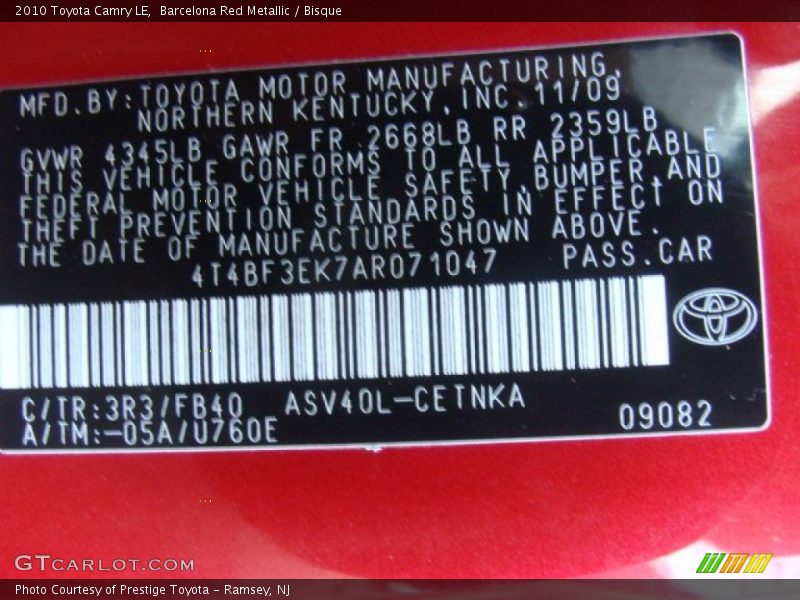 2010 Toyota Camry LE,  Barcelona Red Metallic / Bisque
MFD.BY:TOYOTA MOTOR MANUFACTURING,
NORTHERN KENTUCKY,INC.11/09
GVWR 4345LB GAWR FR 2668LB RR 2359LB
THIS VEHICLE CONFORMS TO ALL APPLICABLE
FEDERAL MOTOR VEHICLE SAFETY,BUMPER,AND
THEFT PREVENTION STANDARDS IN EFFECT ON
THE DATE OF MANUFACTURE SHOWN ABOVE.
4T4BF3EK7AR071047 PASS.CAR
C/TR:3R3/FB40 ASV40L-CETNKA
A/TM:-05A/U760E 09082
GTCARLOT.COM
Photo Courtesy of Prestige Toyota - Ramsey, NJ